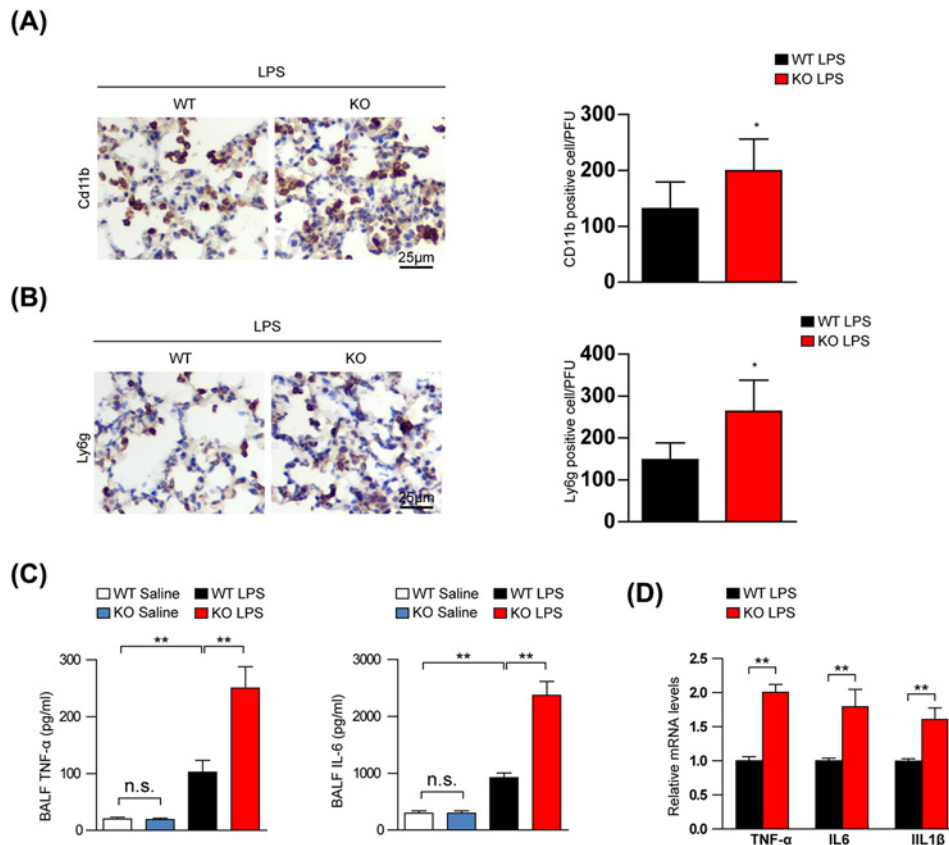 (A)
LPS
WT KO
Cd11b
25µm
WT LPS
KO LPS
CD11b positive cell/PFU
300
200
100
0
*
(B)
LPS
WT KO
Ly6g
25µm
WT LPS
KO LPS
Ly6g positive cell/PFU
400
300
200
100
0
*
(C)
WT Saline WT LPS
KO Saline KO LPS
BALF TNF-α (pg/ml)
300
200
100
0
** **
n.s.
WT Saline WT LPS
KO Saline KO LPS
BALF IL-6 (pg/ml)
3000
2000
1000
0
** **
n.s.
(D)
WT LPS
KO LPS
Relative mRNA levels
2.5
2.0
1.5
1.0
0.5
0.0
** ** **
TNF-α IL6 IIL1β